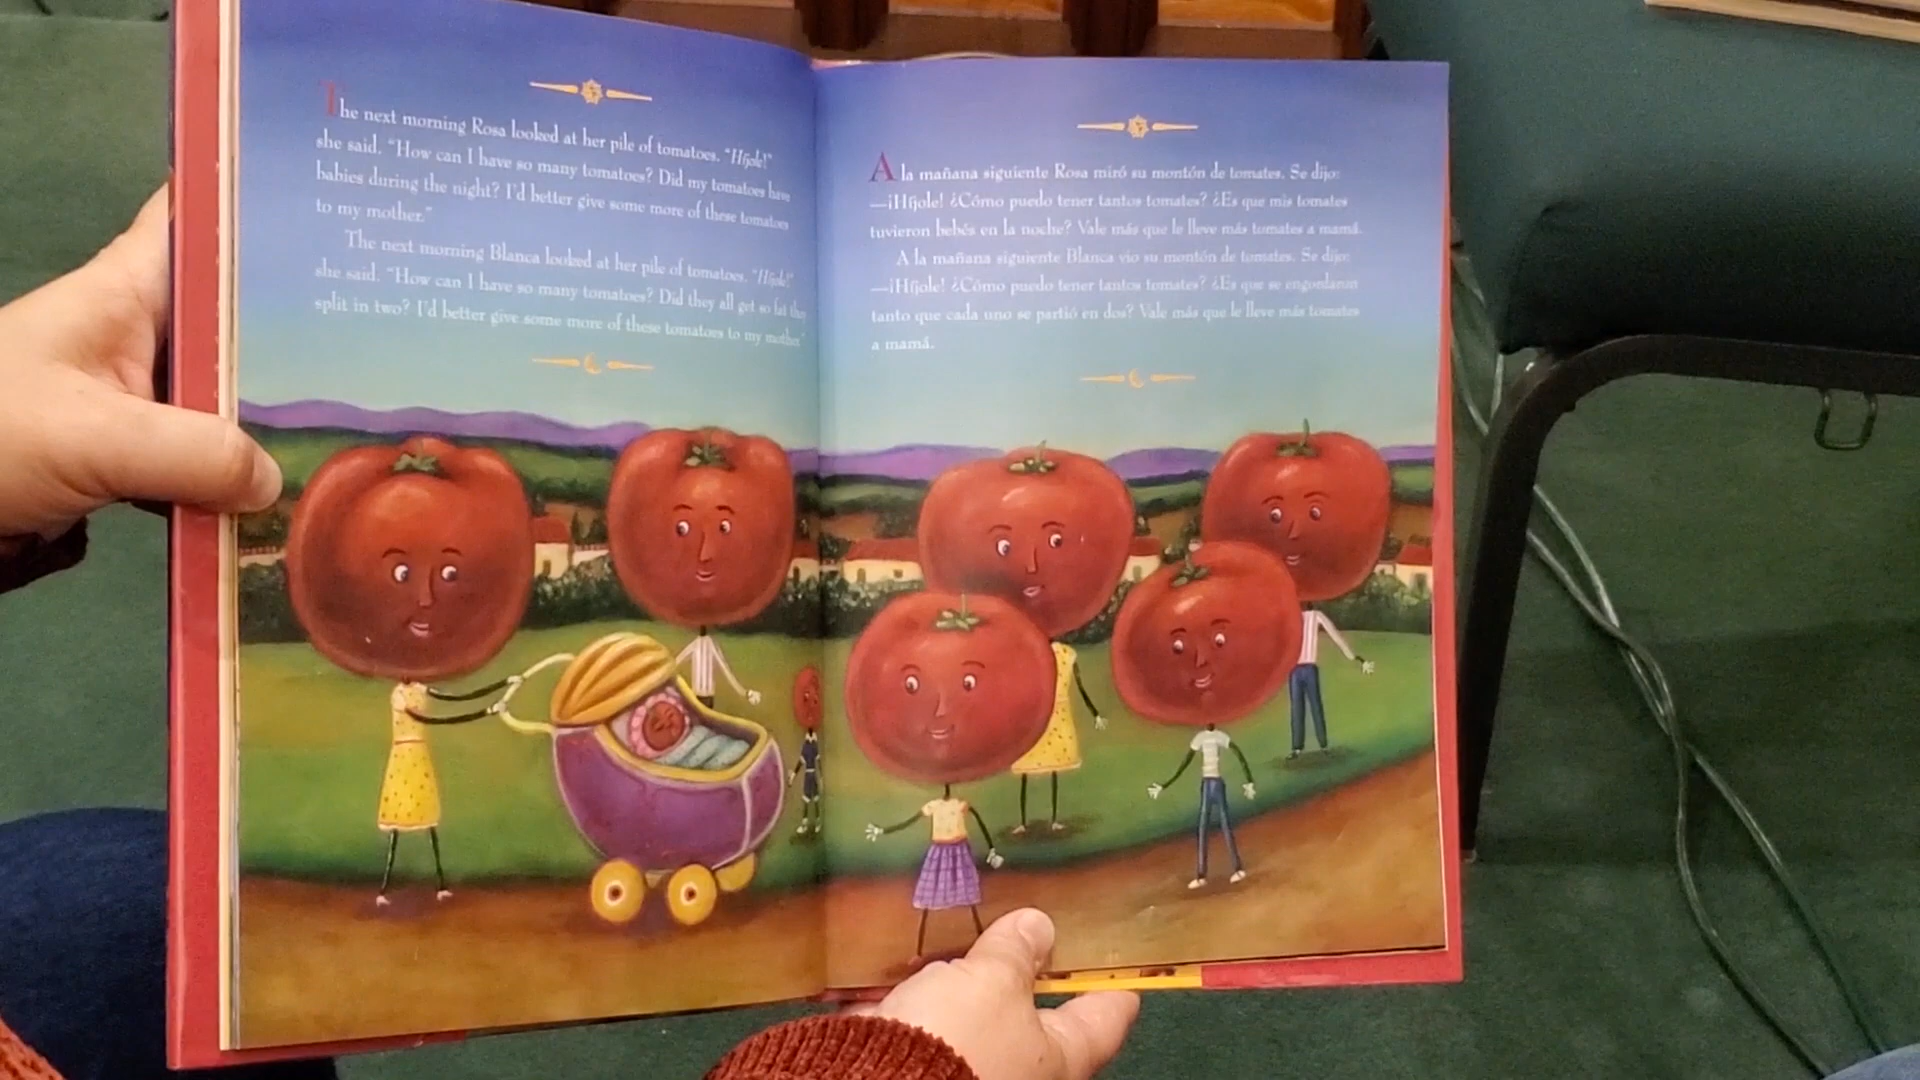 The next morning Rosa looked at her pile of tomatoes. "Híjole!"
she said. "How can I have so many tomatoes? Did my tomatoes have
babies during the night? I'd better give some more of these tomatoes
to my mother."
The next morning Blanca looked at her pile of tomatoes. "Híjole!"
she said. "How can I have so many tomatoes? Did they all get so fat they
split in two? I'd better give some more of these tomatoes to my mother."
A la mañana siguiente Rosa miró su montón de tomates. Se dijo:
—¡Híjole! ¿Cómo puedo tener tantos tomates? ¿Es que mis tomates
tuvieron bebés en la noche? Vale más que le lleve más tomates a mamá.
A la mañana siguiente Blanca vio su montón de tomates. Se dijo:
—¡Híjole! ¿Cómo puedo tener tantos tomates? ¿Es que se engordaron
tanto que cada uno se partió en dos? Vale más que le lleve más tomates
a mamá.